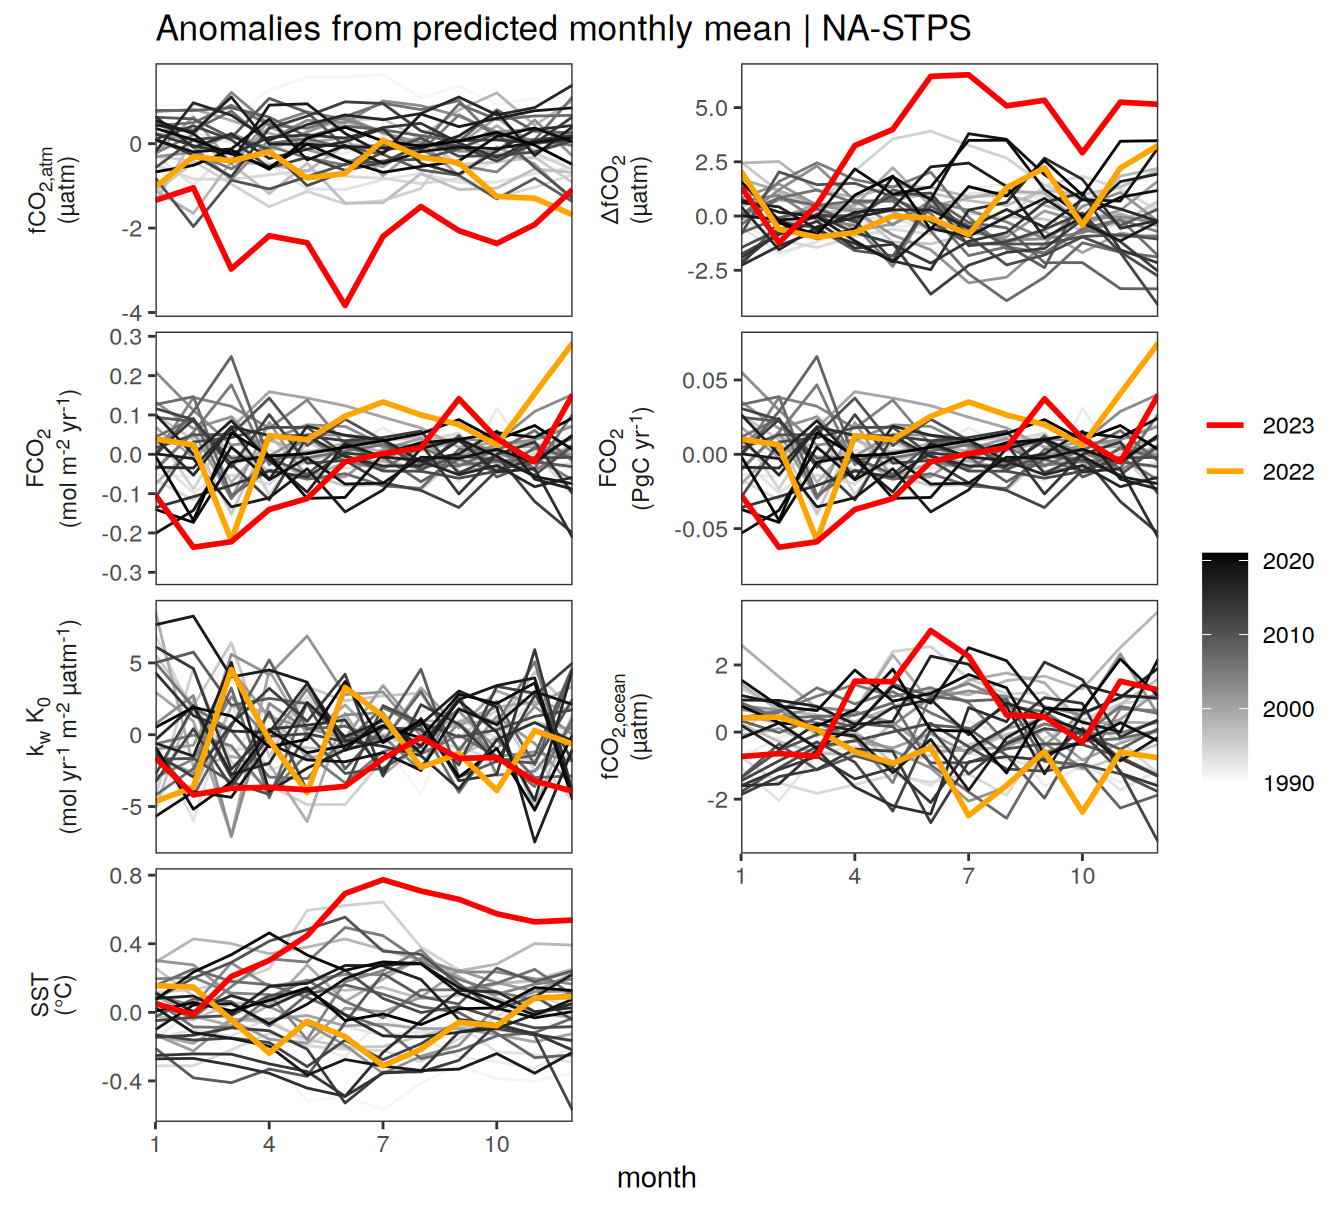 Anomalies from predicted monthly mean | NA-STPS
fCO2,atm
(µatm)
0
-2
-4
ΔfCO2
(µatm)
5.0
2.5
0.0
-2.5
FCO2
(mol m-2 yr-1)
0.3
0.2
0.1
0.0
-0.1
-0.2
-0.3
FCO2
(PgC yr-1)
0.05
0.00
-0.05
kw K0
(mol yr-1 m-2 µatm-1)
5
0
-5
fCO2,ocean
(µatm)
2
0
-2
1 4 7 10
SST
(°C)
0.8
0.4
0.0
-0.4
1 4 7 10
month
2023
2022
2020
2010
2000
1990